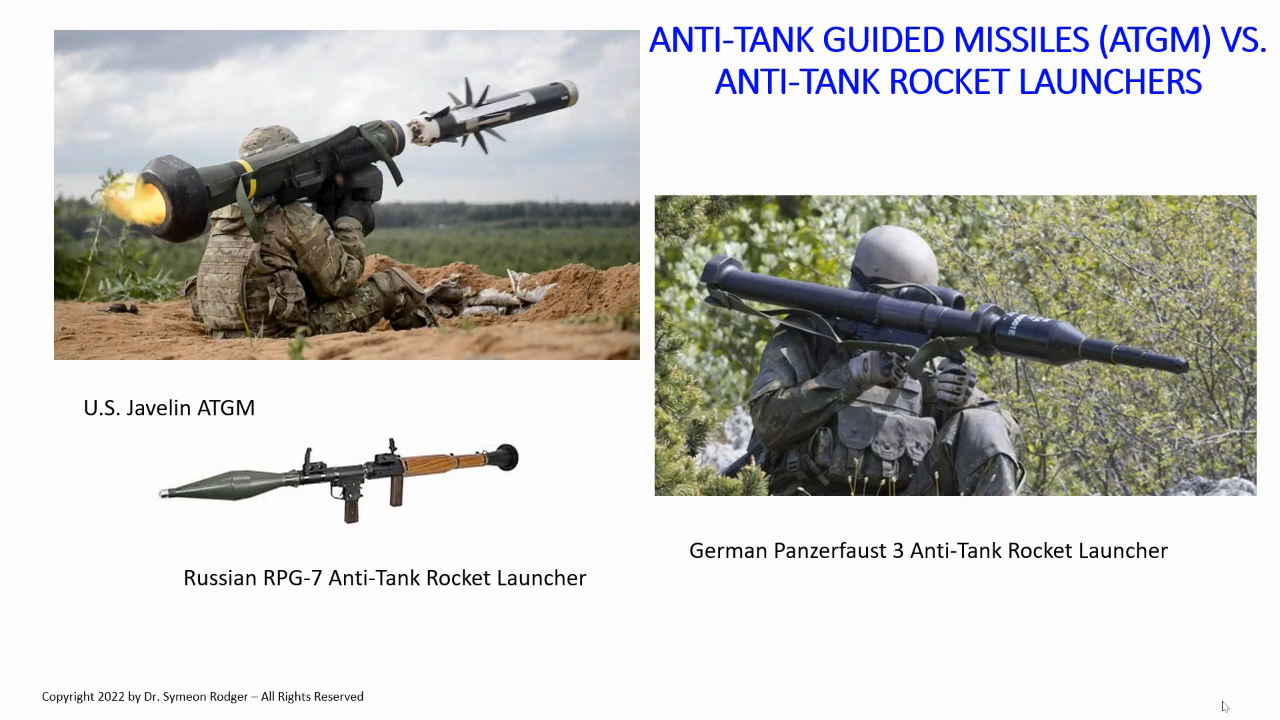 ANTI-TANK GUIDED MISSILES (ATGM) VS.
ANTI-TANK ROCKET LAUNCHERS
U.S. Javelin ATGM
German Panzerfaust 3 Anti-Tank Rocket Launcher
Russian RPG-7 Anti-Tank Rocket Launcher
Copyright 2022 by Dr. Symeon Rodger – All Rights Reserved